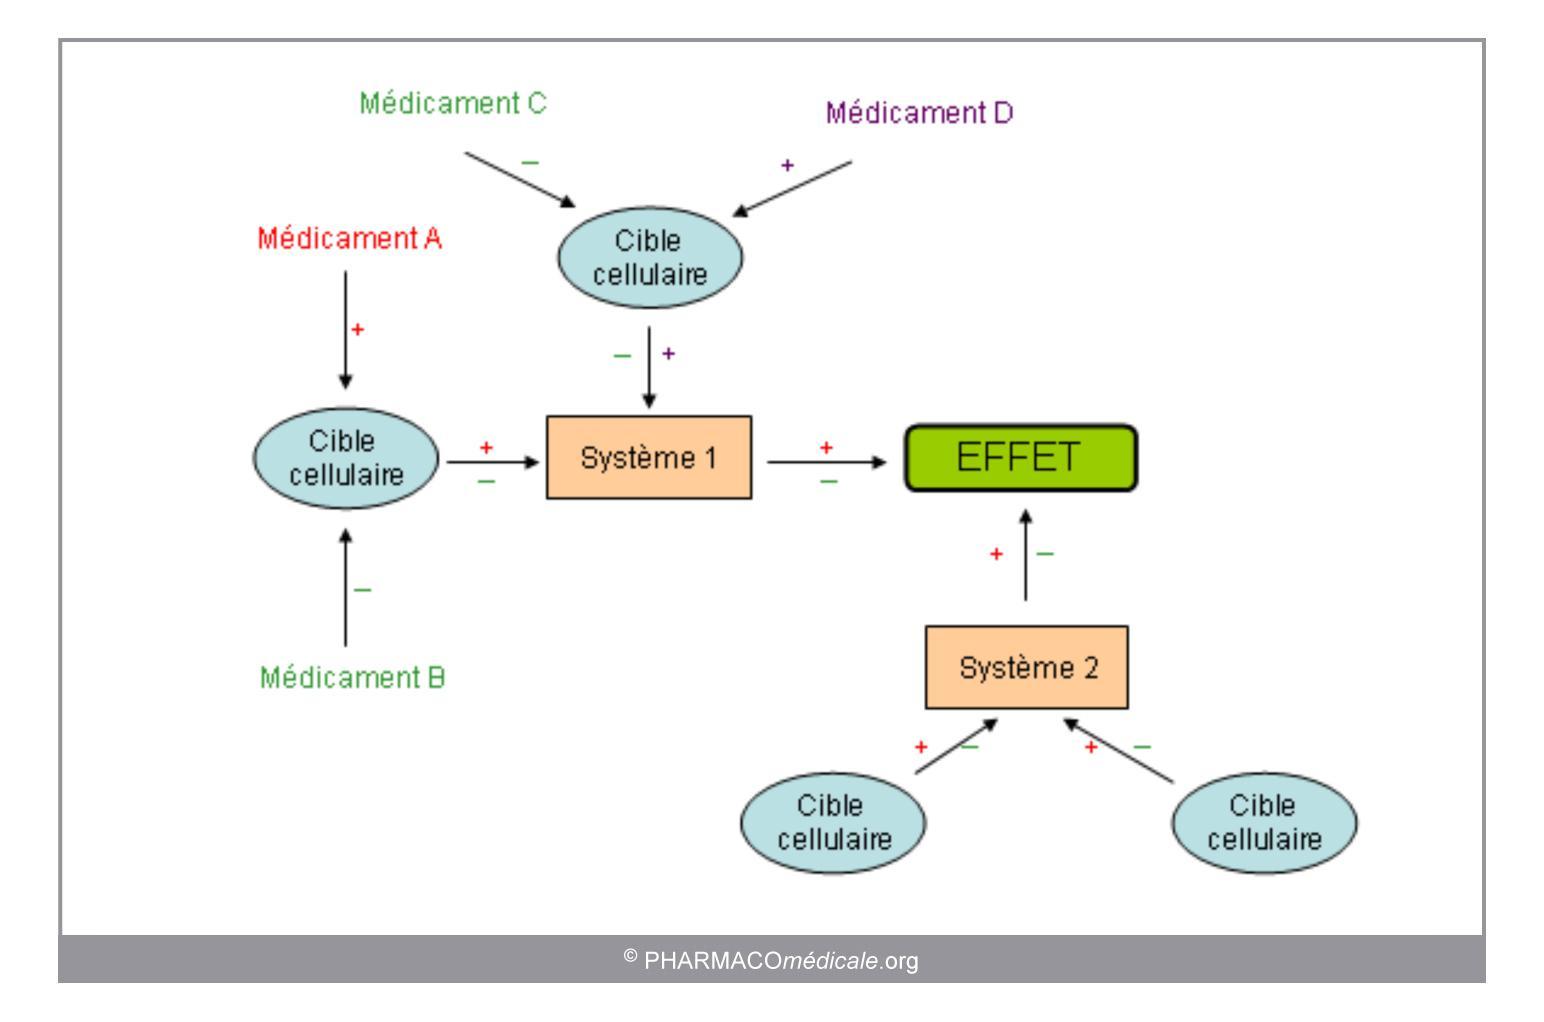 Médicament C
Médicament D
–
+
Médicament A
Cible
cellulaire
+
– +
Cible
cellulaire
+
–
Système 1
+
–
EFFET
+ –
–
Médicament B
Système 2
+ –
+ –
Cible
cellulaire
Cible
cellulaire
© PHARMACOmédicale.org